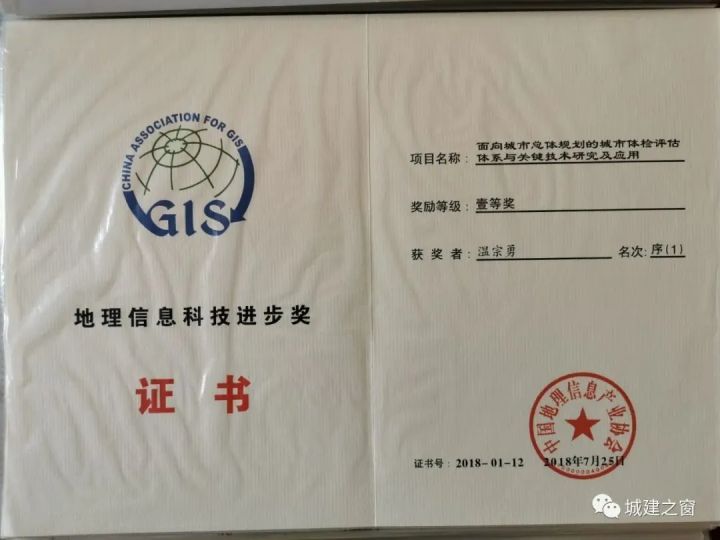 CHINA ASSOCIATION FOR GIS
GIS
地理信息科技进步奖
证书
项目名称：面向城市总体规划的城市体检评估
体系与关键技术研究及应用
奖励等级：壹等奖
获奖者：温宗勇 名次：序(1)
中国地理信息产业协会
证书号：2018-01-12 2018年7月25日
城建之窗